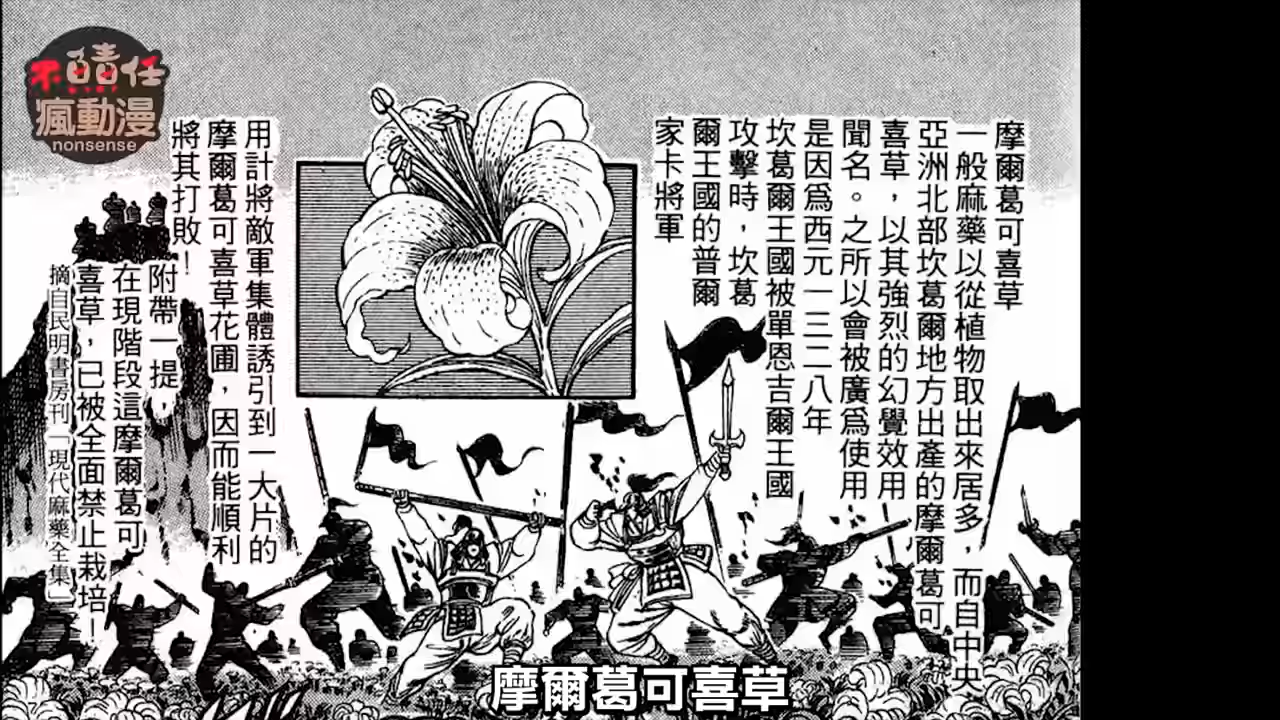 不責任
瘋動漫
nonsense
摩爾葛可喜草
一般麻藥以從植物取出來居多，而自中央
亞洲北部坎葛爾地方出產的摩爾葛可
喜草，以其強烈的幻覺效用
聞名。之所以會被廣爲使用
是因爲西元一三二八年
坎葛爾王國被單恩吉爾王國
攻擊時，坎葛
爾王國的普爾
家卡將軍
用計將敵軍集體誘引到一大片的
摩爾葛可喜草花圃，因而能順利
將其打敗！
附帶一提，
在現階段這摩爾葛可
喜草，已被全面禁止栽培！
摘自民明書房刊「現代麻藥全集」
摩爾葛可喜草